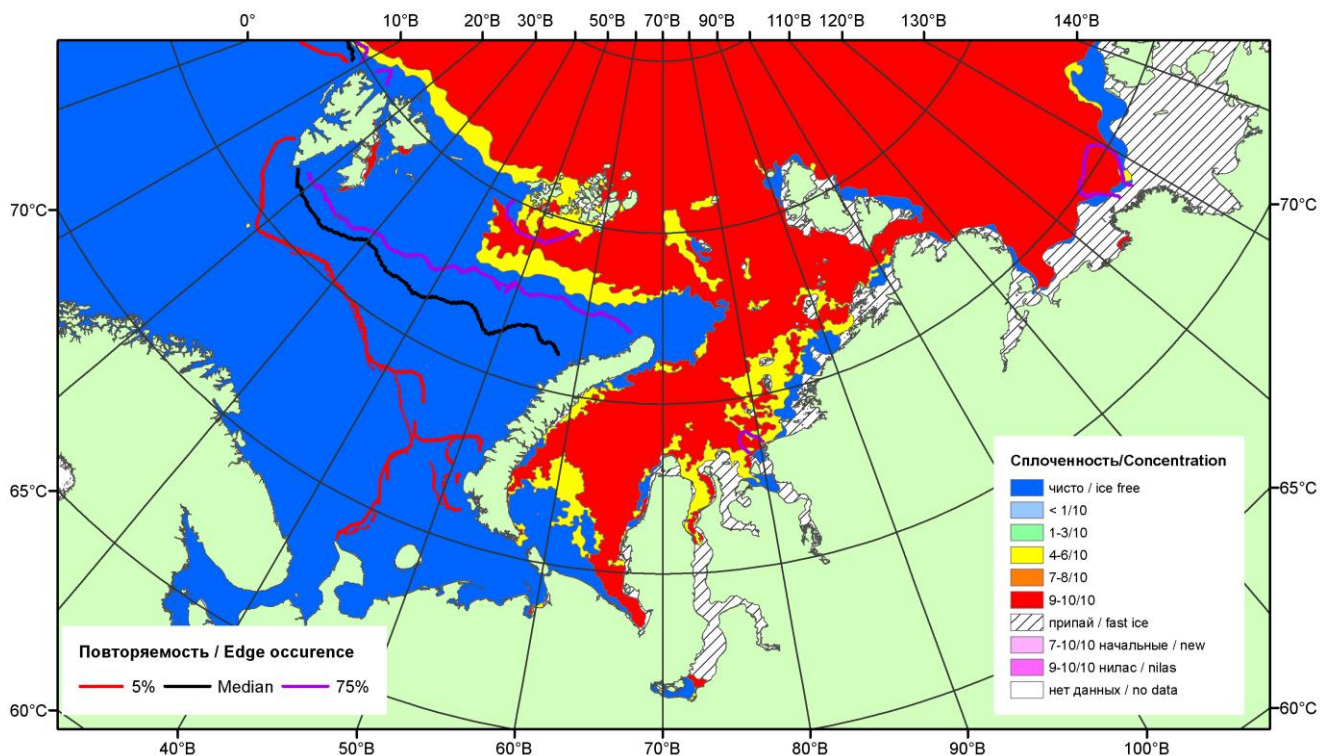 0° 10°В 20°В 30°В 50°В 70°В 90°В 110°В 120°В 130°В 140°В
70°С 70°С
65°С 65°С
60°С 60°С
Сплоченность/Concentration
чисто / ice free
< 1/10
1-3/10
4-6/10
7-8/10
9-10/10
припай / fast ice
7-10/10 начальные / new
9-10/10 нилас / nilas
нет данных / no data
Повторяемость / Edge occurence
5% Median 75%
40°В 50°В 60°В 70°В 80°В 90°В 100°В